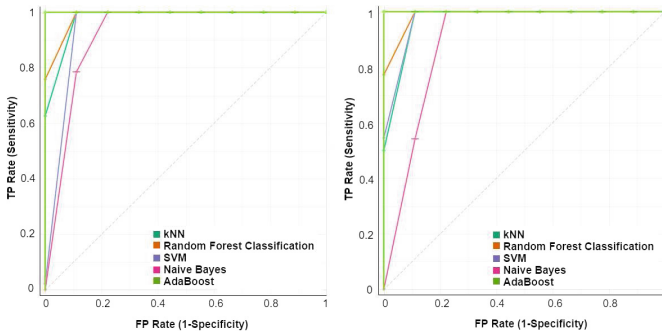 1
0.8
0.6
0.4
0.2
0
TP Rate (Sensitivity)
kNN
Random Forest Classification
SVM
Naive Bayes
AdaBoost
0 0.2 0.4 0.6 0.8 1
FP Rate (1-Specificity)
1
0.8
0.6
0.4
0.2
0
TP Rate (Sensitivity)
kNN
Random Forest Classification
SVM
Naive Bayes
AdaBoost
0 0.2 0.4 0.6 0.8
FP Rate (1-Specificity)